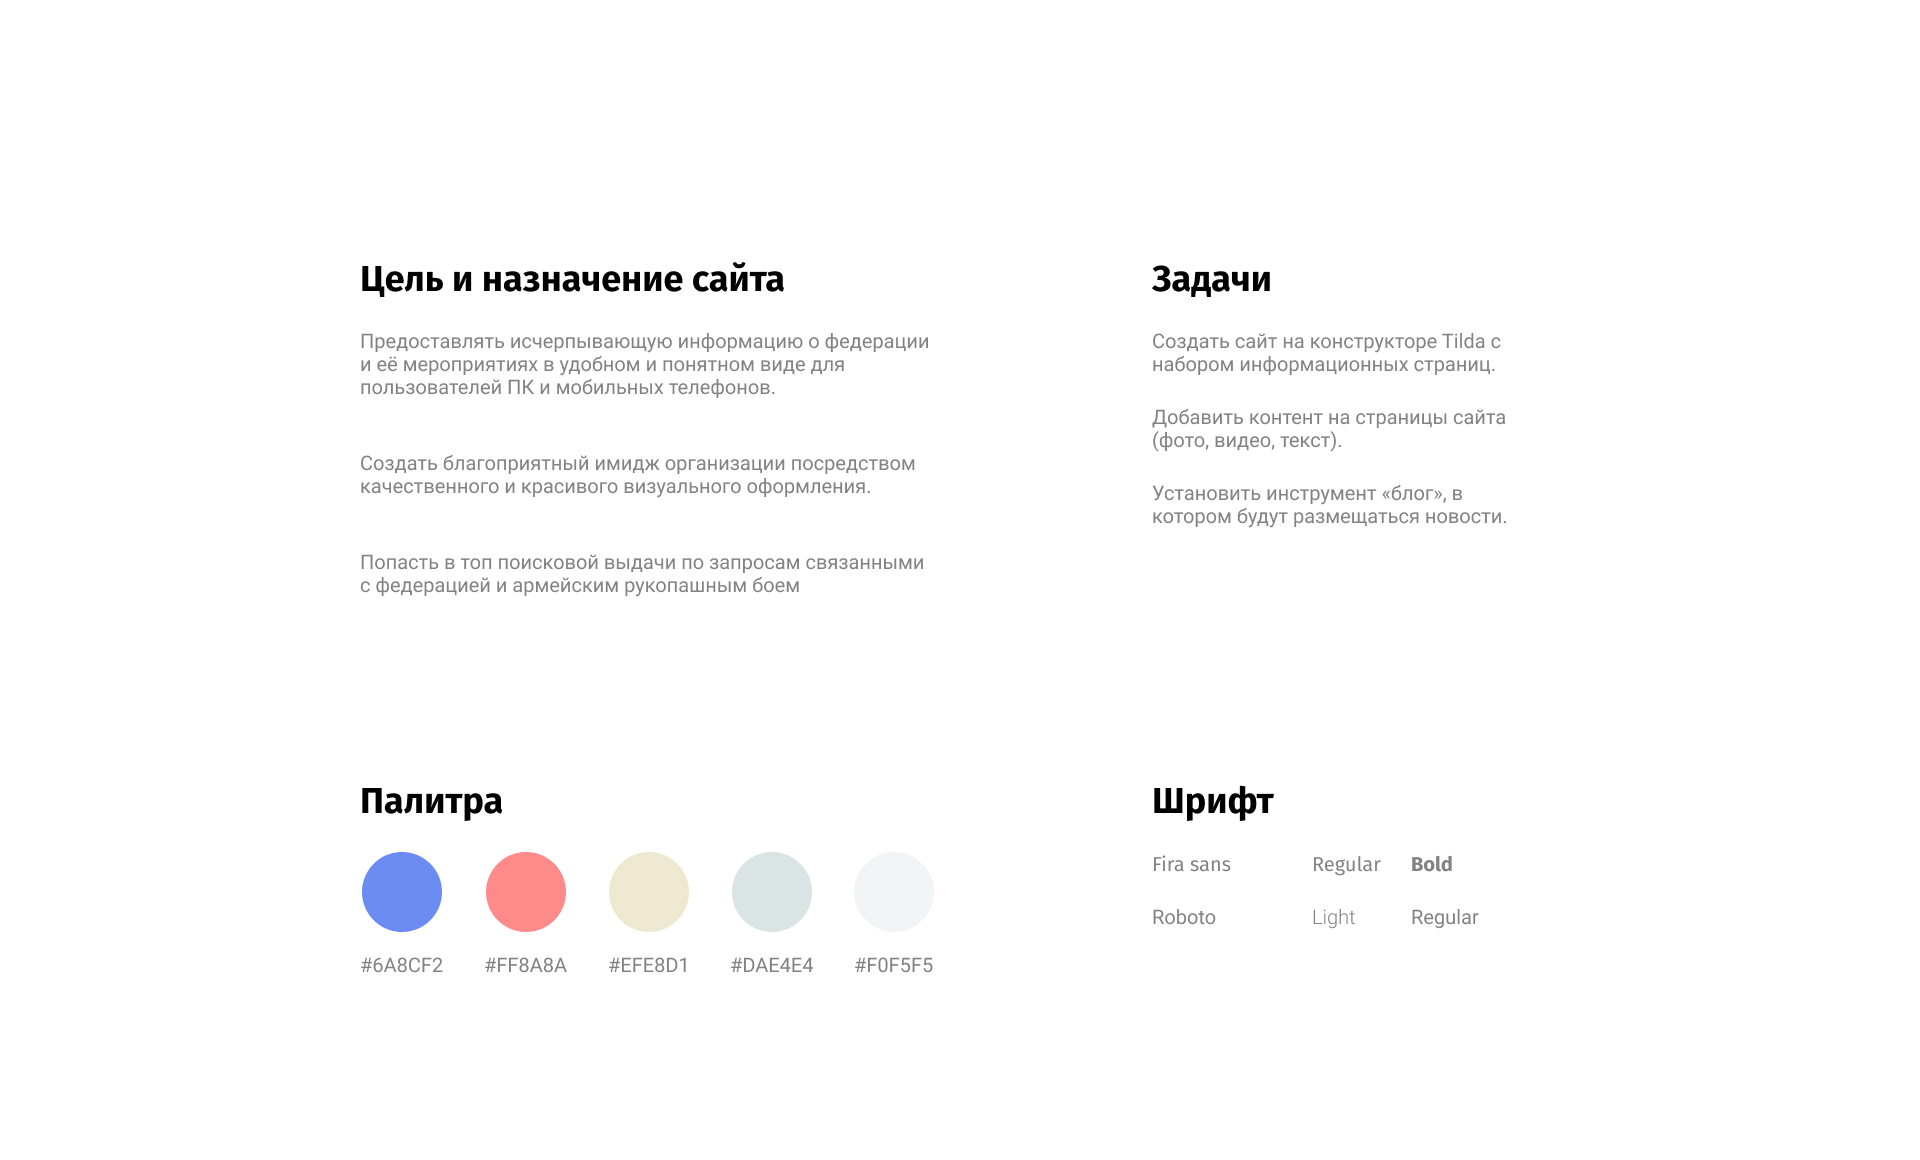 Цель и назначение сайта
Предоставлять исчерпывающую информацию о федерации
и её мероприятиях в удобном и понятном виде для
пользователей ПК и мобильных телефонов.
Создать благоприятный имидж организации посредством
качественного и красивого визуального оформления.
Попасть в топ поисковой выдачи по запросам связанными
с федерацией и армейским рукопашным боем
Задачи
Создать сайт на конструкторе Tilda с
набором информационных страниц.
Добавить контент на страницы сайта
(фото, видео, текст).
Установить инструмент «блог», в
котором будут размещаться новости.
Палитра
#6A8CF2 #FF8A8A #EFE8D1 #DAE4E4 #F0F5F5
Шрифт
Fira sans Regular Bold
Roboto Light Regular